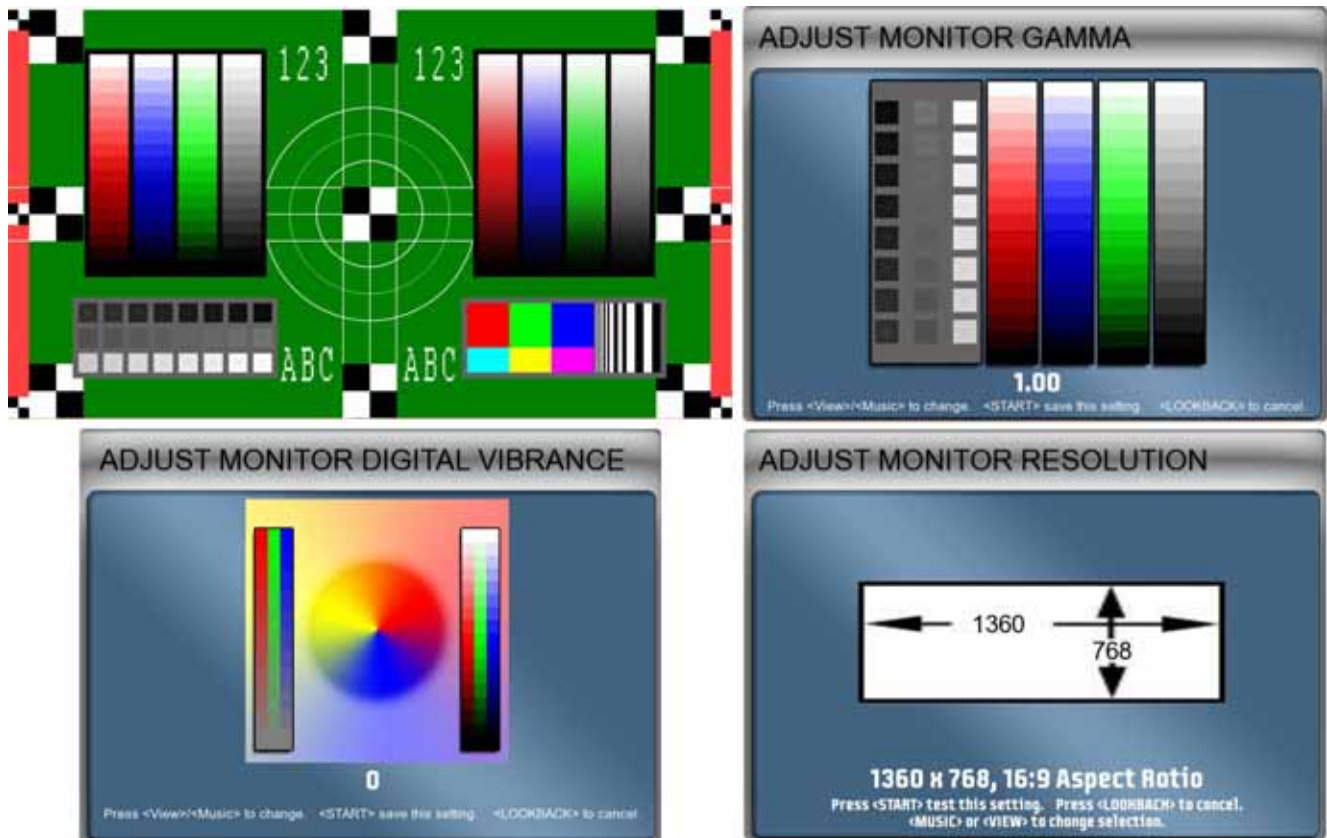 123 123
ABC ABC
ADJUST MONITOR GAMMA
1.00
Press <View>/<Music> to change. <START> save this setting. <LOOKBACK> to cancel
ADJUST MONITOR DIGITAL VIBRANCE
0
Press <View>/<Music> to change. <START> save this setting. <LOOKBACK> to cancel
ADJUST MONITOR RESOLUTION
1360
768
1360 x 768, 16:9 Aspect Ratio
Press <START> test this setting. Press <LOOKBACK> to cancel.
<MUSIC> or <VIEW> to change selection.